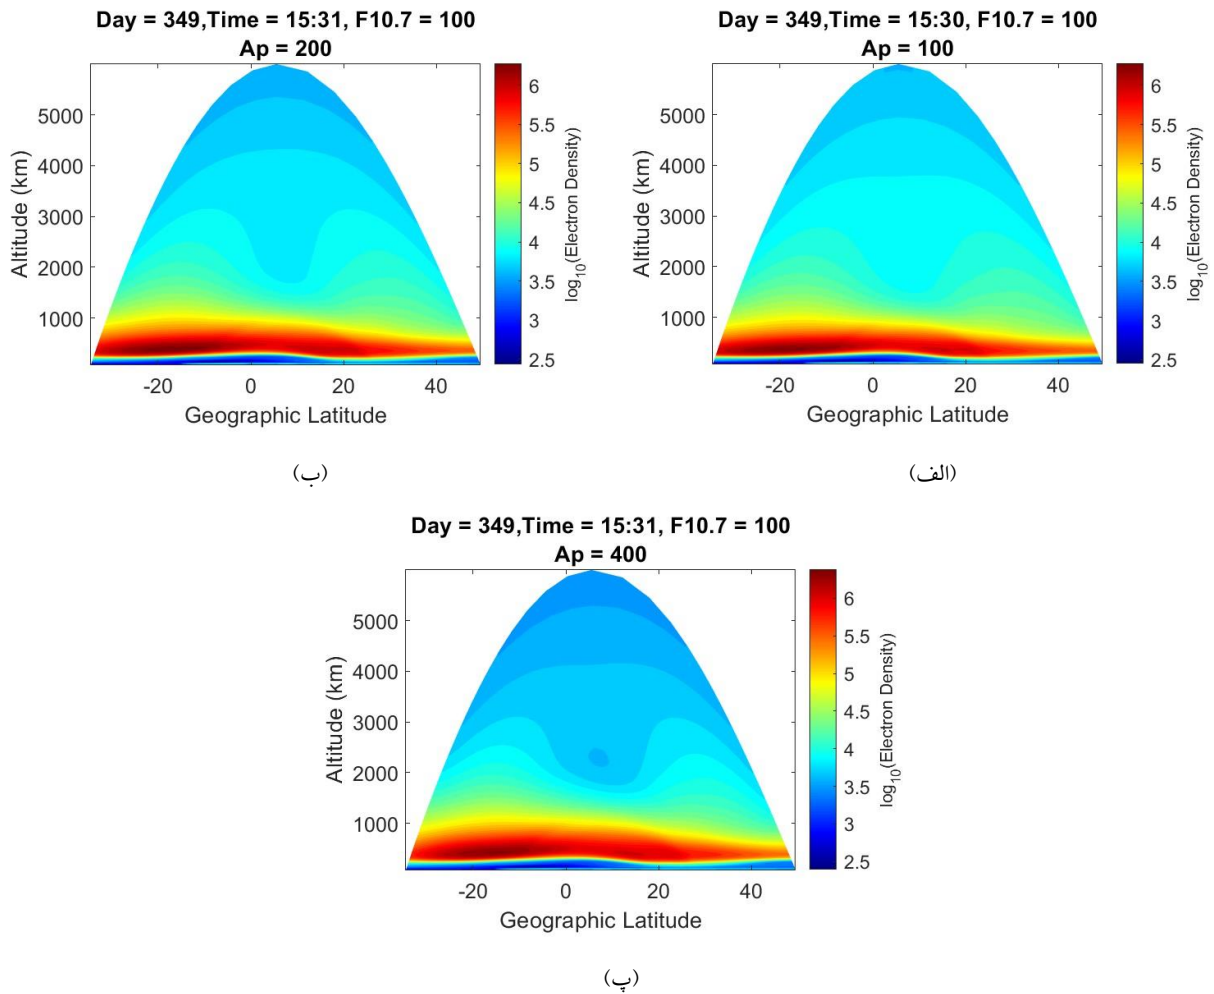 Day = 349,Time = 15:31, F10.7 = 100
Ap = 200
5000
4000
3000
2000
1000
Altitude (km)
-20 0 20 40
Geographic Latitude
6
5.5
5
4.5
4
3.5
3
2.5
log10(Electron Density)
(ب)
Day = 349,Time = 15:30, F10.7 = 100
Ap = 100
5000
4000
3000
2000
1000
Altitude (km)
-20 0 20 40
Geographic Latitude
6
5.5
5
4.5
4
3.5
3
2.5
log10(Electron Density)
(الف)
Day = 349,Time = 15:31, F10.7 = 100
Ap = 400
5000
4000
3000
2000
1000
Altitude (km)
-20 0 20 40
Geographic Latitude
6
5.5
5
4.5
4
3.5
3
2.5
log10(Electron Density)
(پ)